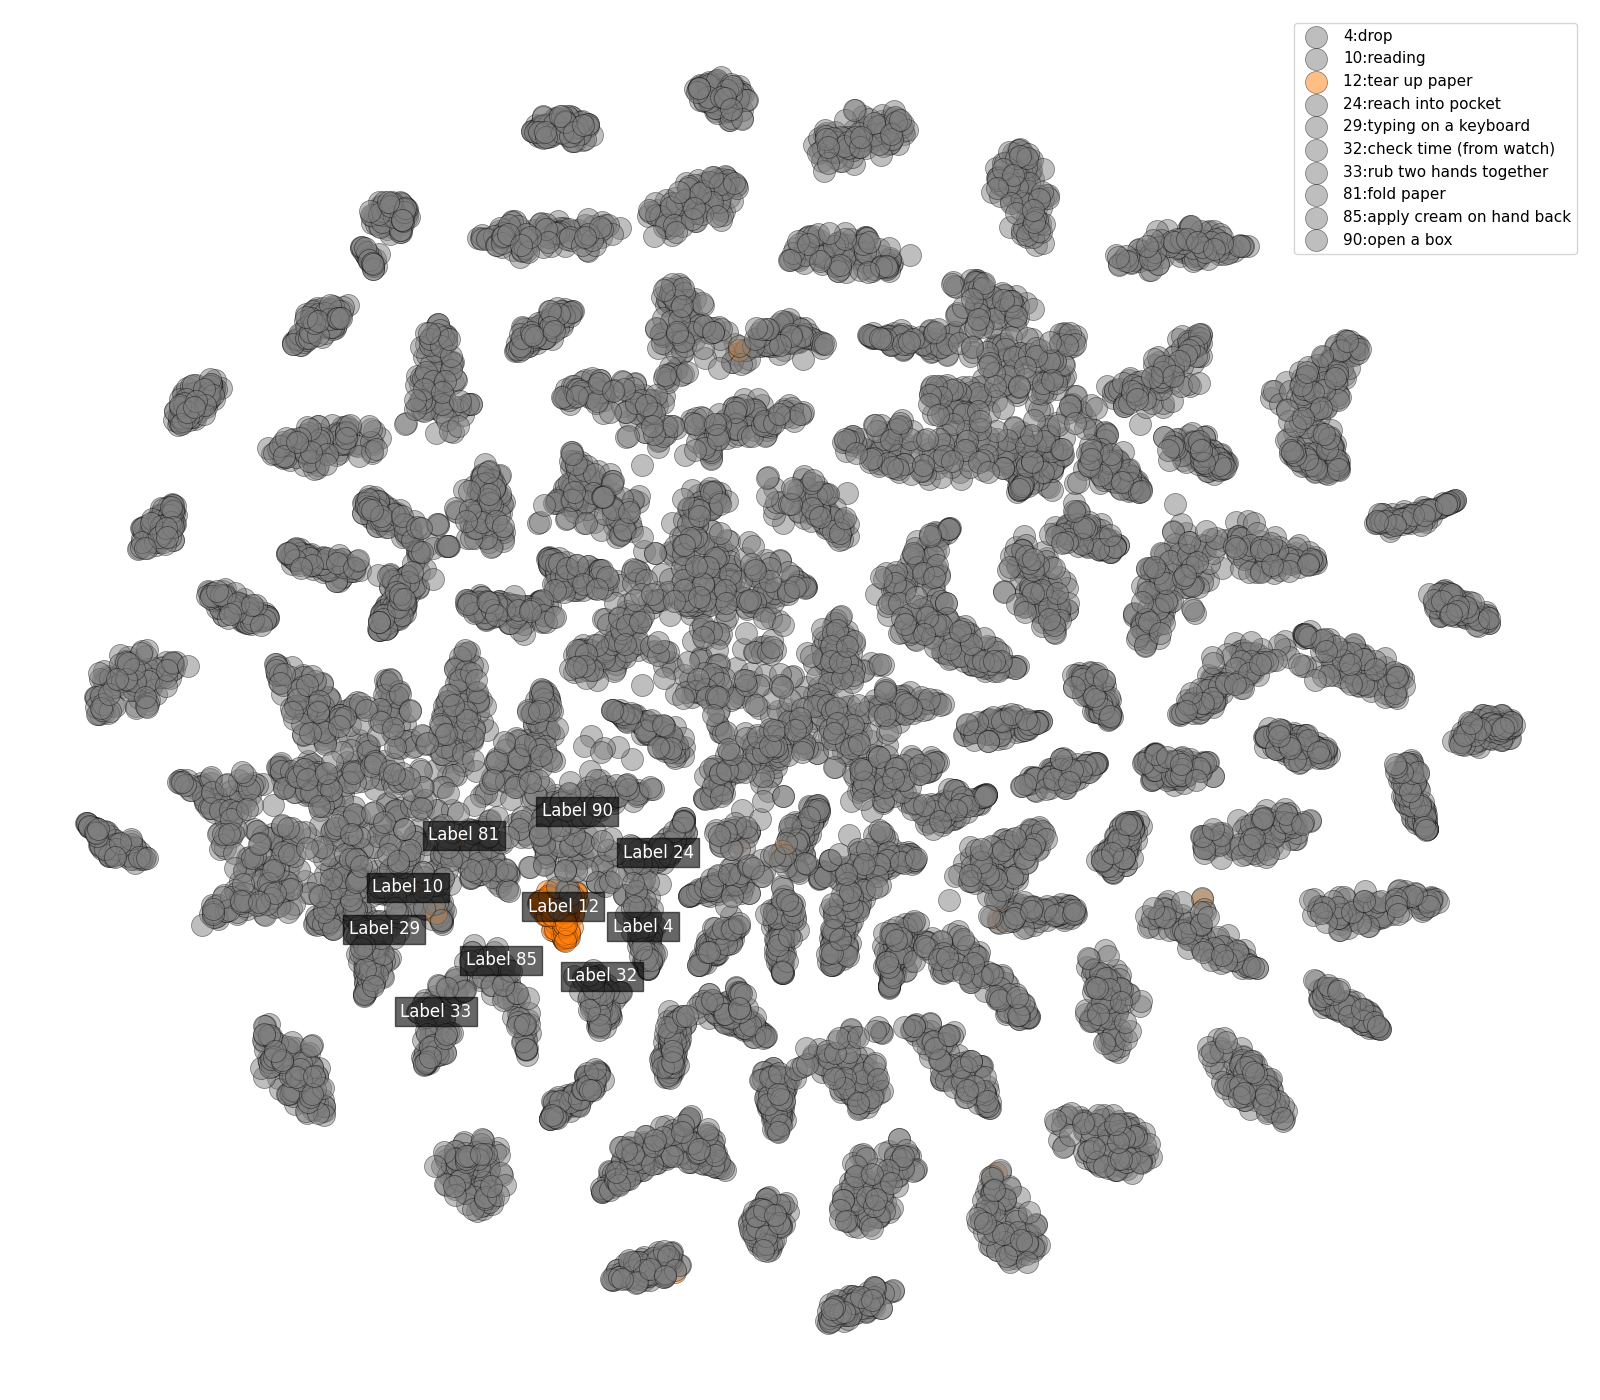 4:drop
10:reading
12:tear up paper
24:reach into pocket
29:typing on a keyboard
32:check time (from watch)
33:rub two hands together
81:fold paper
85:apply cream on hand back
90:open a box
Label 90
Label 81
Label 24
Label 10
Label 12
Label 4
Label 29
Label 85
Label 32
Label 33